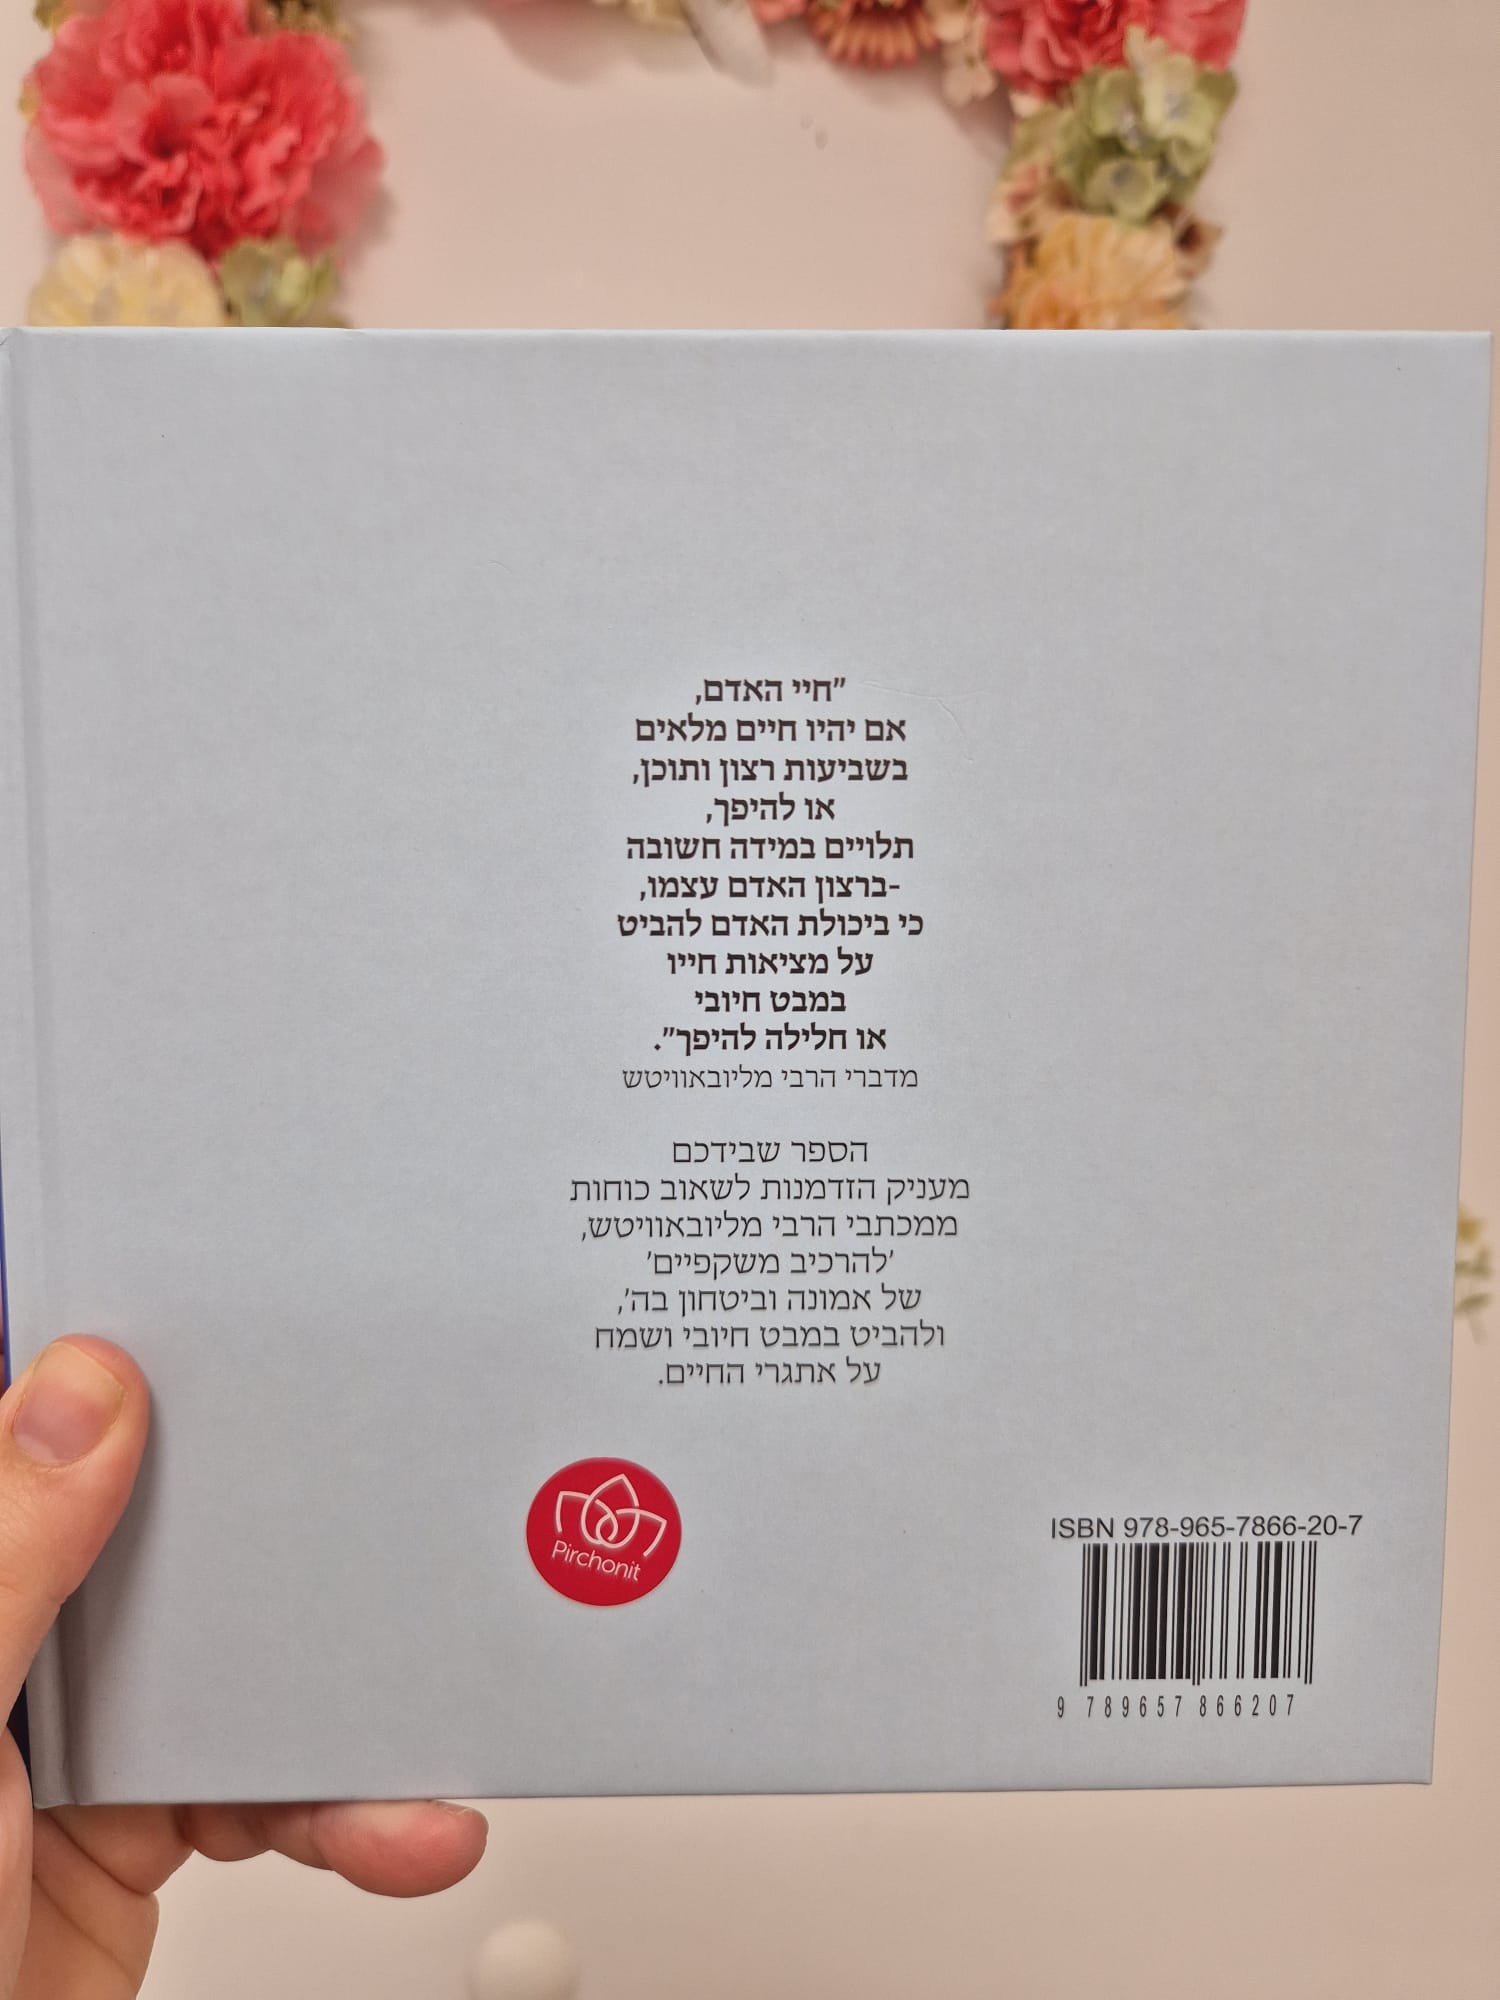 "חיי האדם,
אם יהיו חיים מלאים
בשביעות רצון ותוכן,
או להיפך,
תלויים במידה חשובה
-ברצון האדם עצמו,
כי ביכולת האדם להביט
על מציאות חייו
במבט חיובי
או חלילה להיפך".
מדברי הרבי מליובאוויטש
הספר שבידכם
מעניק הזדמנות לשאוב כוחות
ממכתבי הרבי מליובאוויטש,
'להרכיב משקפיים'
של אמונה וביטחון בה',
ולהביט במבט חיובי ושמח
על אתגרי החיים.
Pirchonit
ISBN 978-965-7866-20-7
9 789657 866207